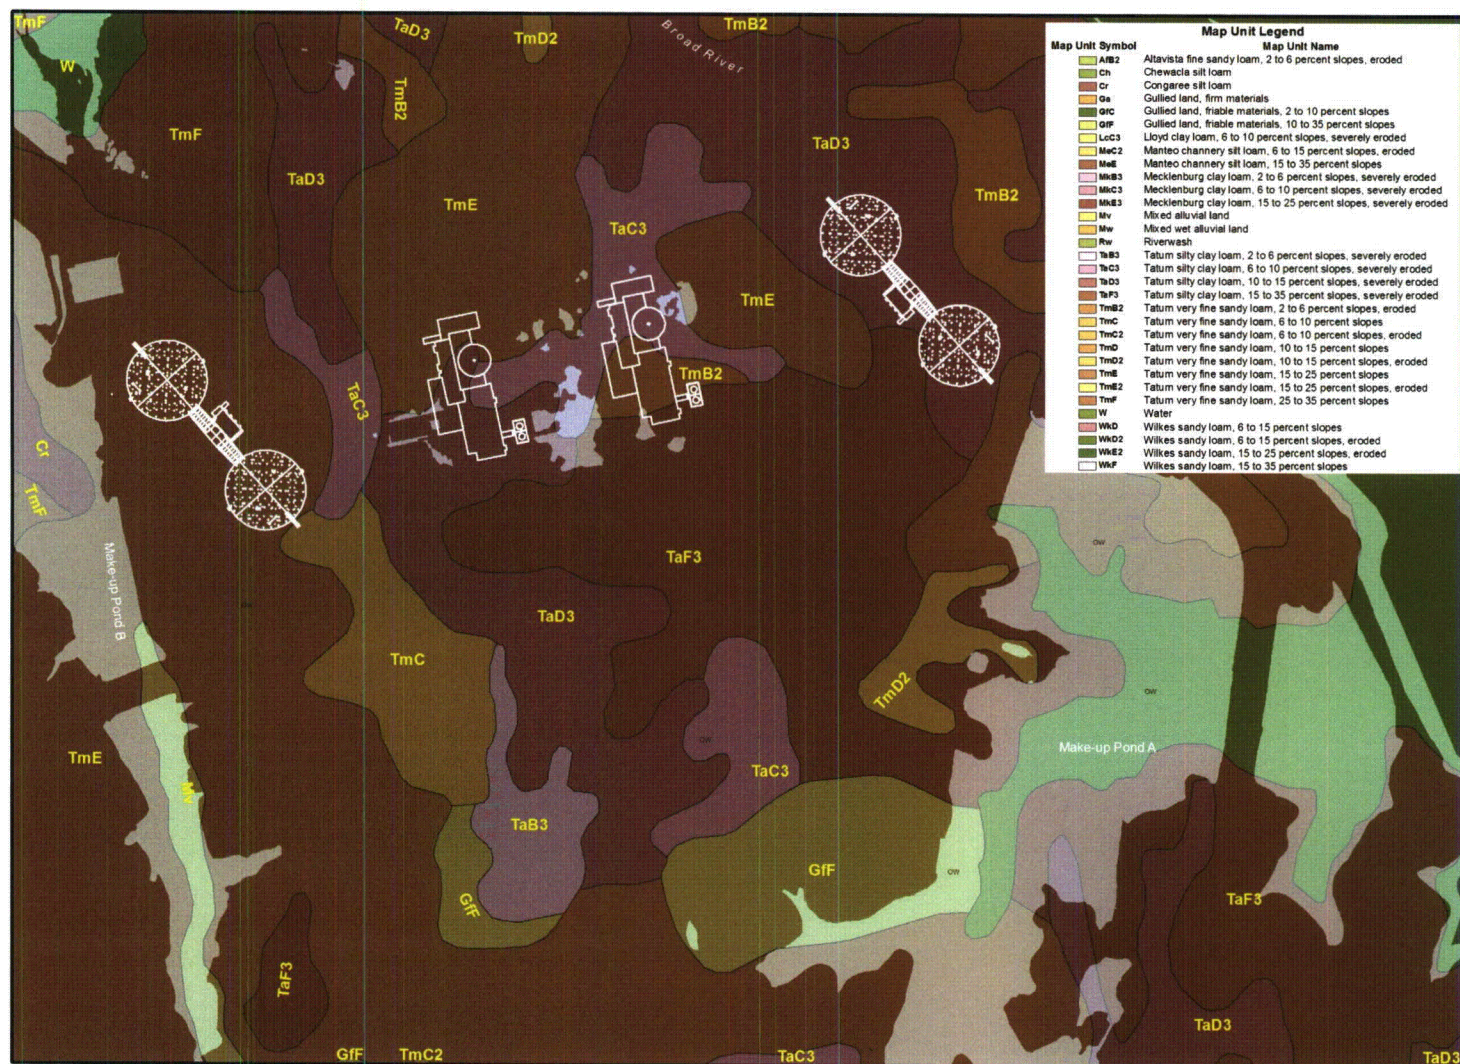 Map Unit Legend
Map Unit Symbol Map Unit Name
AfB2 Altavista fine sandy loam, 2 to 6 percent slopes, eroded
Ch Chewacla silt loam
Cr Congaree silt loam
Ga Gullied land, firm materials
GfC Gullied land, friable materials, 2 to 10 percent slopes
GfF Gullied land, friable materials, 10 to 35 percent slopes
LcC3 Lloyd clay loam, 6 to 10 percent slopes, severely eroded
MeC2 Manteo channery silt loam, 6 to 15 percent slopes, eroded
MeE Manteo channery silt loam, 15 to 35 percent slopes
MkB3 Mecklenburg clay loam, 2 to 6 percent slopes, severely eroded
MkC3 Mecklenburg clay loam, 6 to 10 percent slopes, severely eroded
MkE3 Mecklenburg clay loam, 15 to 25 percent slopes, severely eroded
Mv Mixed alluvial land
Mw Mixed wet alluvial land
Rw Riverwash
TaB3 Tatum silty clay loam, 2 to 6 percent slopes, severely eroded
TaC3 Tatum silty clay loam, 6 to 10 percent slopes, severely eroded
TaD3 Tatum silty clay loam, 10 to 15 percent slopes, severely eroded
TaF3 Tatum silty clay loam, 15 to 35 percent slopes, severely eroded
TmB2 Tatum very fine sandy loam, 2 to 6 percent slopes, eroded
TmC Tatum very fine sandy loam, 6 to 10 percent slopes
TmC2 Tatum very fine sandy loam, 6 to 10 percent slopes, eroded
TmD Tatum very fine sandy loam, 10 to 15 percent slopes
TmD2 Tatum very fine sandy loam, 10 to 15 percent slopes, eroded
TmE Tatum very fine sandy loam, 15 to 25 percent slopes
TmE2 Tatum very fine sandy loam, 15 to 25 percent slopes, eroded
TmF Tatum very fine sandy loam, 25 to 35 percent slopes
W Water
WkD Wilkes sandy loam, 6 to 15 percent slopes
WkD2 Wilkes sandy loam, 6 to 15 percent slopes, eroded
WkE2 Wilkes sandy loam, 15 to 25 percent slopes, eroded
WkF Wilkes sandy loam, 15 to 35 percent slopes
TmF
TaD3
TmD2
Broad River
TmB2
W
TmB2
TmF
TaD3
TaD3
TmE
TmB2
TaC3
TmE
TmB2
TaC3
Cr
TmF
Make-up Pond B
TaF3
OW
TaD3
TmC
TmD2
OW
OW
Make-up Pond A
TmE
TaC3
Mv
TaB3
GfF
OW
GfF
TaF3
TaF3
TaD3
GfF
TmC2
TaC3
TaD3